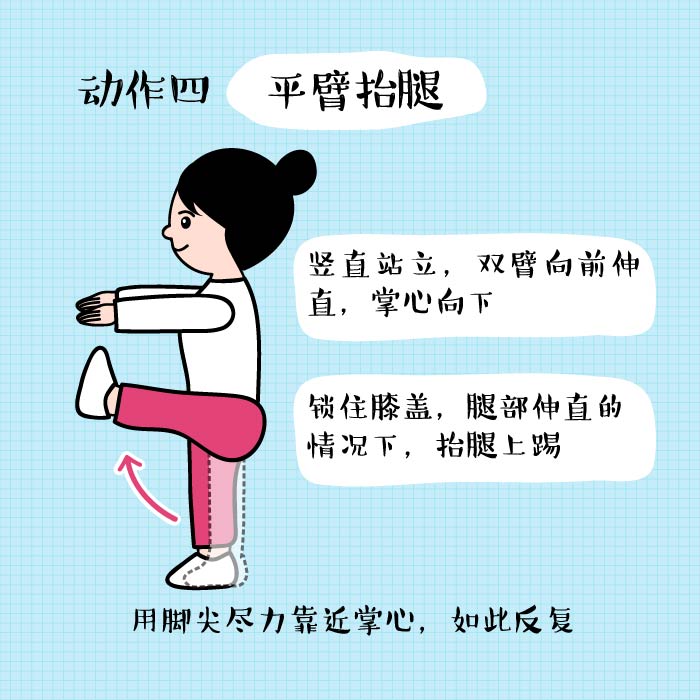 动作四 平臂抬腿
竖直站立，双臂向前伸
直，掌心向下
锁住膝盖，腿部伸直的
情况下，抬腿上踢
用脚尖尽力靠近掌心，如此反复